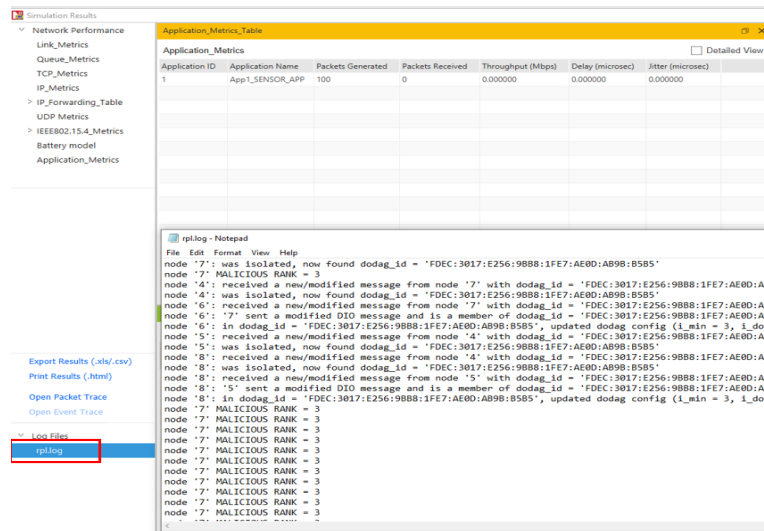 Simulation Results
Network Performance
Link_Metrics
Queue_Metrics
TCP_Metrics
IP_Metrics
IP_Forwarding_Table
UDP Metrics
IEEE802.15.4_Metrics
Battery model
Application_Metrics
Export Results (.xls/.csv)
Print Results (.html)
Open Packet Trace
Open Event Trace
Log Files
rpl.log
Application_Metrics_Table
Application_Metrics
Detailed View
Application ID Application Name Packets Generated Packets Received Throughput (Mbps) Delay (microsec) Jitter (microsec)
1 App1_SENSOR_APP 100 0 0.000000 0.000000 0.000000
rpl.log - Notepad
File Edit Format View Help
node '7': was isolated, now found dodag_id = 'FDEC:3017:E256:9BB8:1FE7:AE0D:AB9B:B5B5'
node '7' MALICIOUS RANK = 3
node '4': received a new/modified message from node '7' with dodag_id = 'FDEC:3017:E256:9BB8:1FE7:AE0D:A
node '4': was isolated, now found dodag_id = 'FDEC:3017:E256:9BB8:1FE7:AE0D:AB9B:B5B5'
node '6': received a new/modified message from node '7' with dodag_id = 'FDEC:3017:E256:9BB8:1FE7:AE0D:A
node '6': '7' sent a modified DIO message and is a member of dodag_id = 'FDEC:3017:E256:9BB8:1FE7:AE0D:A
node '6': in dodag_id = 'FDEC:3017:E256:9BB8:1FE7:AE0D:AB9B:B5B5', updated dodag config (i_min = 3, i_do
node '5': received a new/modified message from node '4' with dodag_id = 'FDEC:3017:E256:9BB8:1FE7:AE0D:A
node '5': was isolated, now found dodag_id = 'FDEC:3017:E256:9BB8:1FE7:AE0D:AB9B:B5B5'
node '8': received a new/modified message from node '4' with dodag_id = 'FDEC:3017:E256:9BB8:1FE7:AE0D:A
node '8': was isolated, now found dodag_id = 'FDEC:3017:E256:9BB8:1FE7:AE0D:AB9B:B5B5'
node '8': received a new/modified message from node '5' with dodag_id = 'FDEC:3017:E256:9BB8:1FE7:AE0D:A
node '8': '5' sent a modified DIO message and is a member of dodag_id = 'FDEC:3017:E256:9BB8:1FE7:AE0D:A
node '8': in dodag_id = 'FDEC:3017:E256:9BB8:1FE7:AE0D:AB9B:B5B5', updated dodag config (i_min = 3, i_do
node '7' MALICIOUS RANK = 3
node '7' MALICIOUS RANK = 3
node '7' MALICIOUS RANK = 3
node '7' MALICIOUS RANK = 3
node '7' MALICIOUS RANK = 3
node '7' MALICIOUS RANK = 3
node '7' MALICIOUS RANK = 3
node '7' MALICIOUS RANK = 3
node '7' MALICIOUS RANK = 3
node '7' MALICIOUS RANK = 3
node '7' MALICIOUS RANK = 3